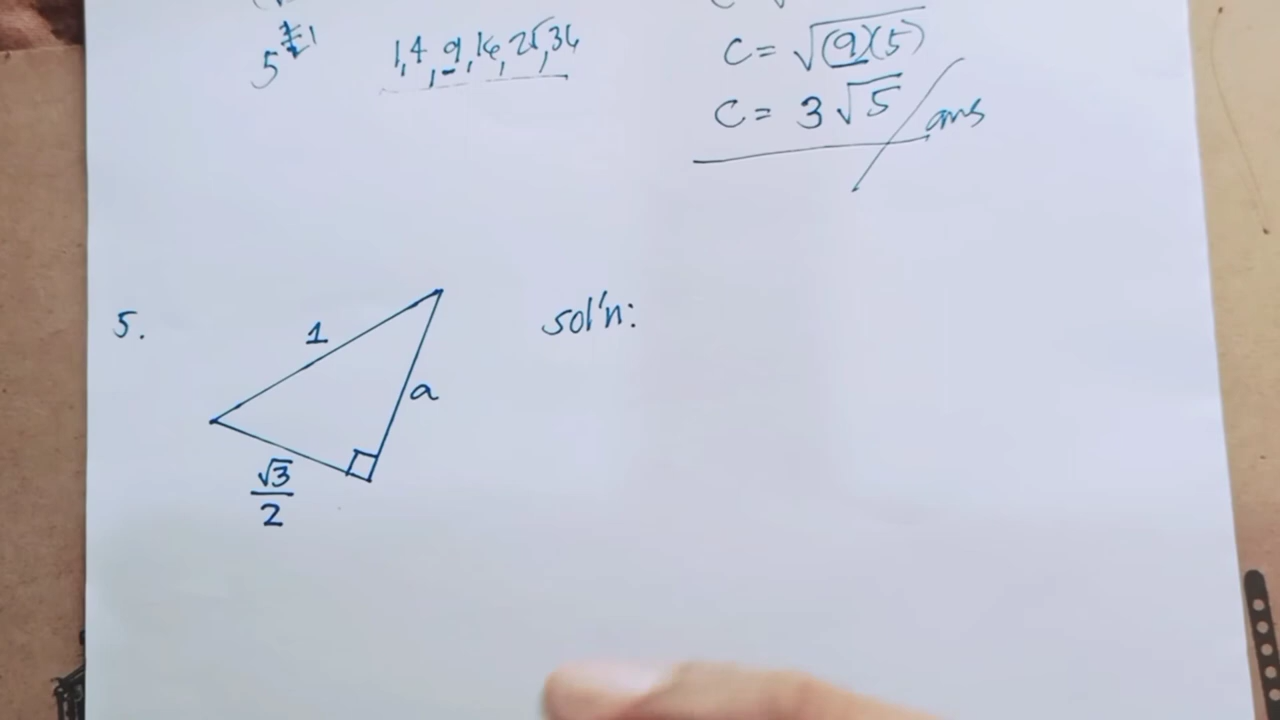 1,4,9,16,25,36
C = √(9)(5)
C = 3√5 ans
5. sol'n:
1
a
√3
2